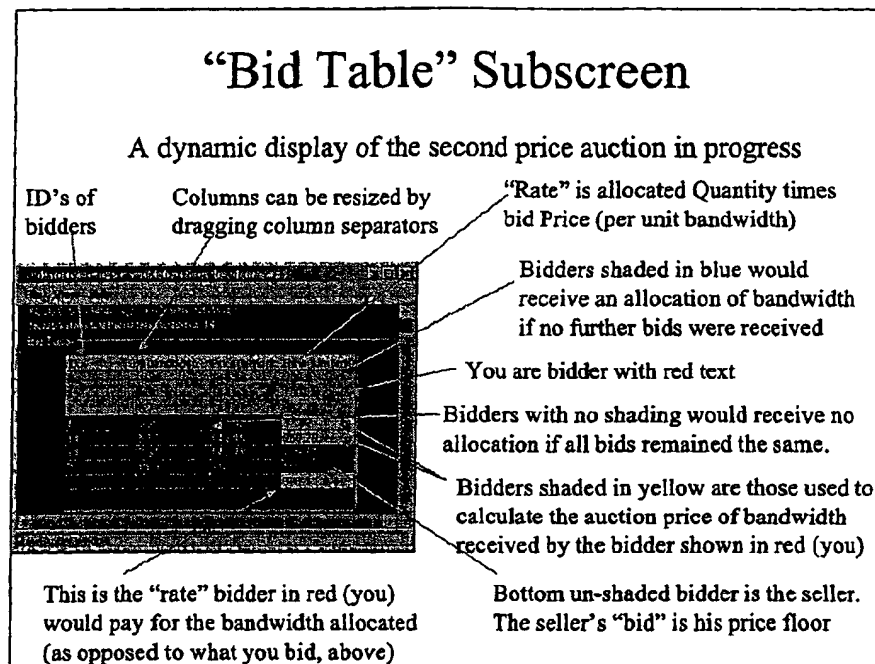 “Bid Table” Subscreen
A dynamic display of the second price auction in progress
ID's of
bidders
Columns can be resized by
dragging column separators
“Rate” is allocated Quantity times
bid Price (per unit bandwidth)
Bidders shaded in blue would
receive an allocation of bandwidth
if no further bids were received
You are bidder with red text
Bidders with no shading would receive no
allocation if all bids remained the same.
Bidders shaded in yellow are those used to
calculate the auction price of bandwidth
received by the bidder shown in red (you)
This is the “rate” bidder in red (you)
would pay for the bandwidth allocated
(as opposed to what you bid, above)
Bottom un-shaded bidder is the seller.
The seller's “bid” is his price floor